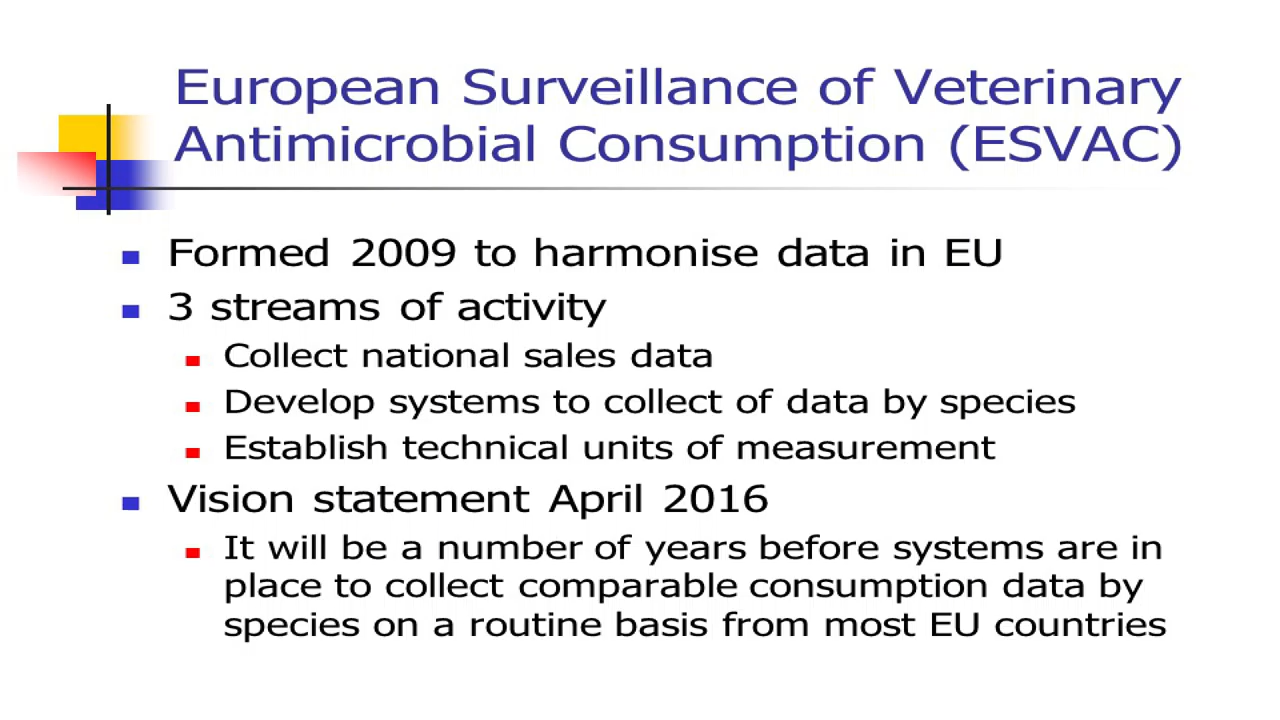 European Surveillance of Veterinary
Antimicrobial Consumption (ESVAC)
Formed 2009 to harmonise data in EU
3 streams of activity
Collect national sales data
Develop systems to collect of data by species
Establish technical units of measurement
Vision statement April 2016
It will be a number of years before systems are in
place to collect comparable consumption data by
species on a routine basis from most EU countries